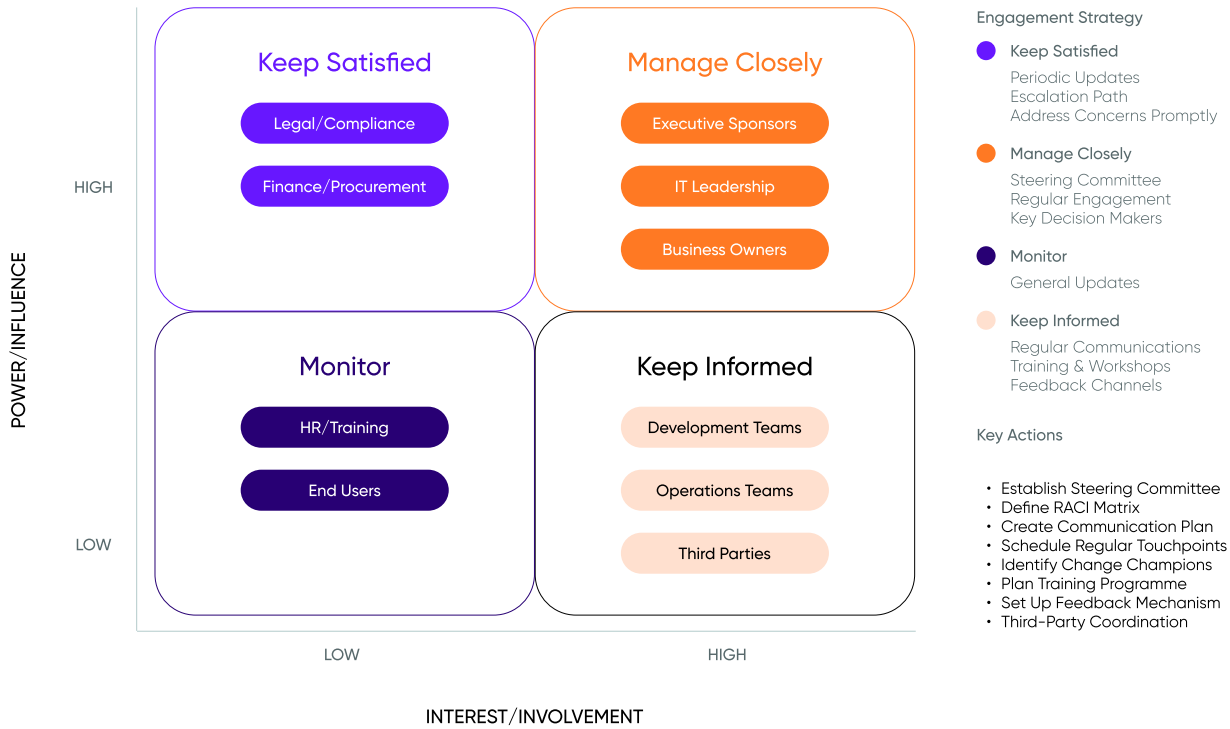 POWER/INFLUENCE
HIGH
LOW
Keep Satisfied
Legal/Compliance
Finance/Procurement
Manage Closely
Executive Sponsors
IT Leadership
Business Owners
Monitor
HR/Training
End Users
Keep Informed
Development Teams
Operations Teams
Third Parties
LOW
HIGH
INTEREST/INVOLVEMENT
Engagement Strategy
Keep Satisfied
Periodic Updates
Escalation Path
Address Concerns Promptly
Manage Closely
Steering Committee
Regular Engagement
Key Decision Makers
Monitor
General Updates
Keep Informed
Regular Communications
Training & Workshops
Feedback Channels
Key Actions
• Establish Steering Committee
• Define RACI Matrix
• Create Communication Plan
• Schedule Regular Touchpoints
• Identify Change Champions
• Plan Training Programme
• Set Up Feedback Mechanism
• Third-Party Coordination